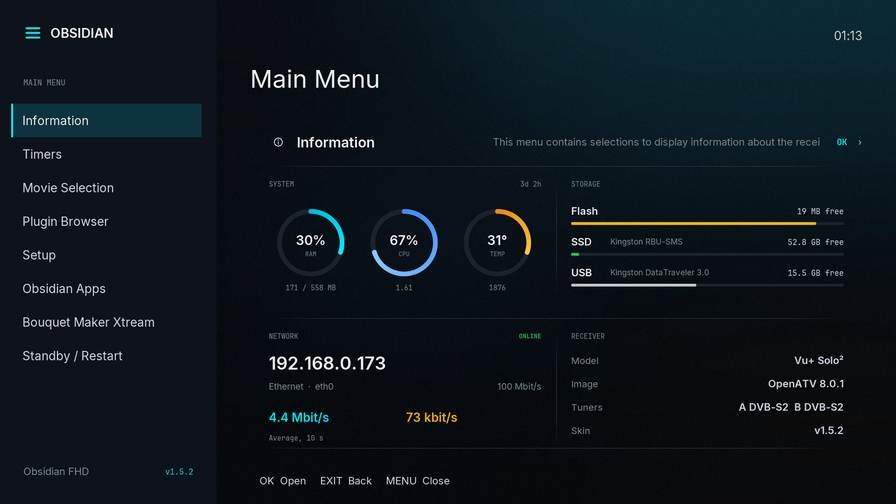 OBSIDIAN
01:13
MAIN MENU
Main Menu
Information
Timers
Movie Selection
Plugin Browser
Setup
Obsidian Apps
Bouquet Maker Xtream
Standby / Restart
Obsidian FHD v1.5.2
Information This menu contains selections to display information about the recei OK ›
SYSTEM 3d 2h
30% 67% 31°
RAM CPU TEMP
171 / 558 MB 1.61 1876
STORAGE
Flash 19 MB free
SSD Kingston RBU-SMS 52.8 GB free
USB Kingston DataTraveler 3.0 15.5 GB free
NETWORK ONLINE
192.168.0.173
Ethernet · eth0 100 Mbit/s
4.4 Mbit/s 73 kbit/s
Average, 10 s
RECEIVER
Model Vu+ Solo²
Image OpenATV 8.0.1
Tuners A DVB-S2 B DVB-S2
Skin v1.5.2
OK Open EXIT Back MENU Close